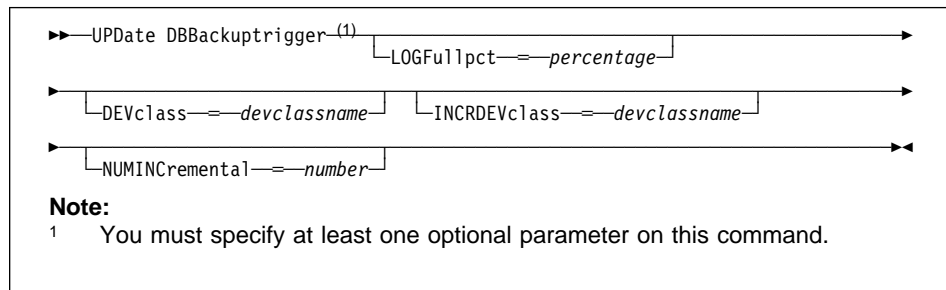 UPDate DBBackuptrigger (1)
LOGFullpct = percentage
DEVclass = devclassname INCRDEVclass = devclassname
NUMINCremental = number
Note:
1 You must specify at least one optional parameter on this command.